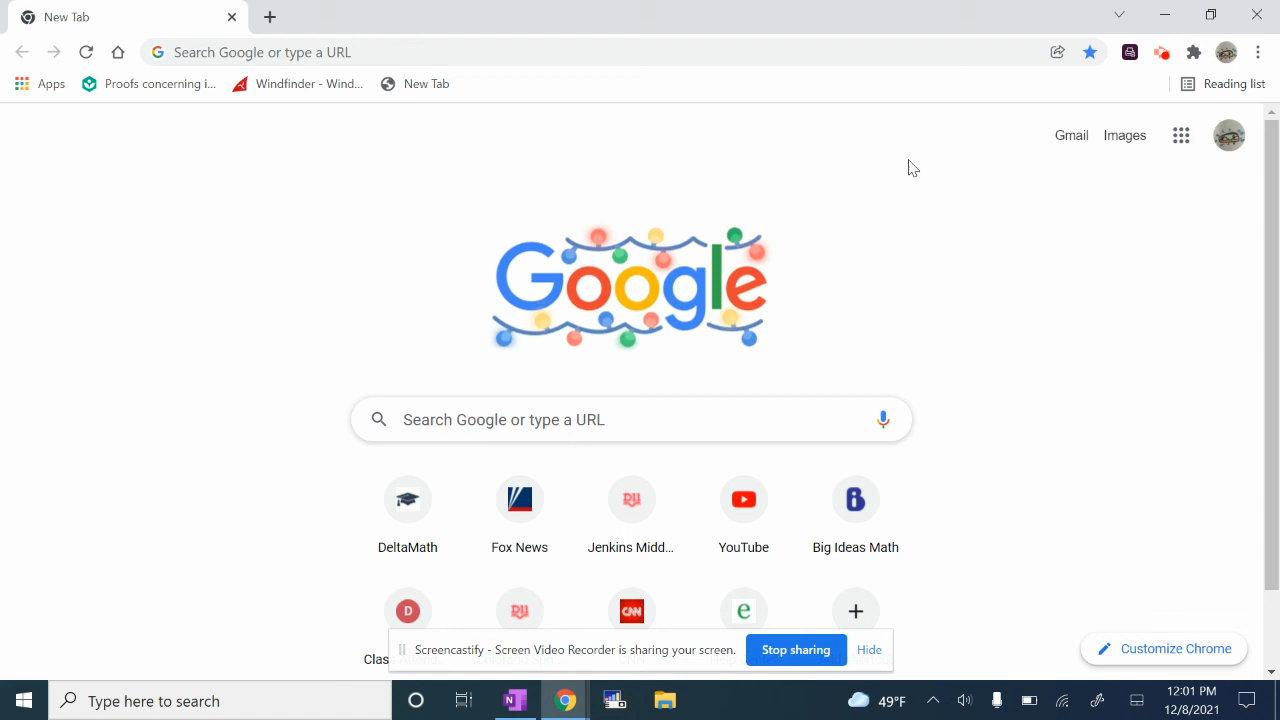 New Tab
Search Google or type a URL
Apps
Proofs concerning i...
Windfinder - Wind...
New Tab
Reading list
Gmail
Images
Google
Search Google or type a URL
DeltaMath
Fox News
Jenkins Midd...
YouTube
Big Ideas Math
D
CNN
e
Screencastify - Screen Video Recorder is sharing your screen.
Stop sharing
Hide
Customize Chrome
Type here to search
49°F
12:01 PM
12/8/2021